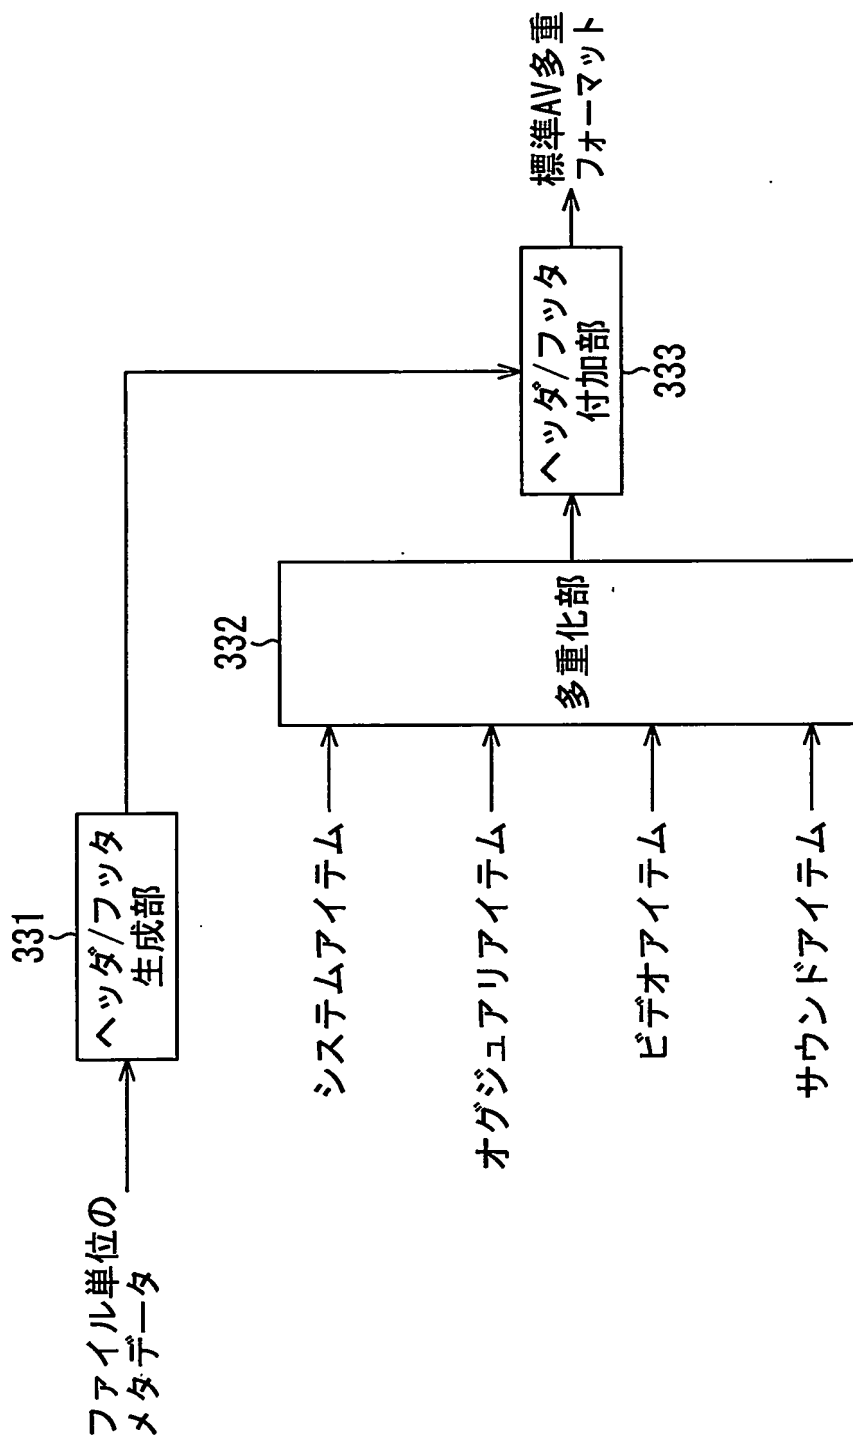 ファイル単位の
メタデータ
331
ヘッダ/フッタ
生成部
システムアイテム
オグジュアリアイテム
ビデオアイテム
サウンドアイテム
332
多重化部
ヘッダ/フッタ
付加部
333
標準AV多重
フォーマット